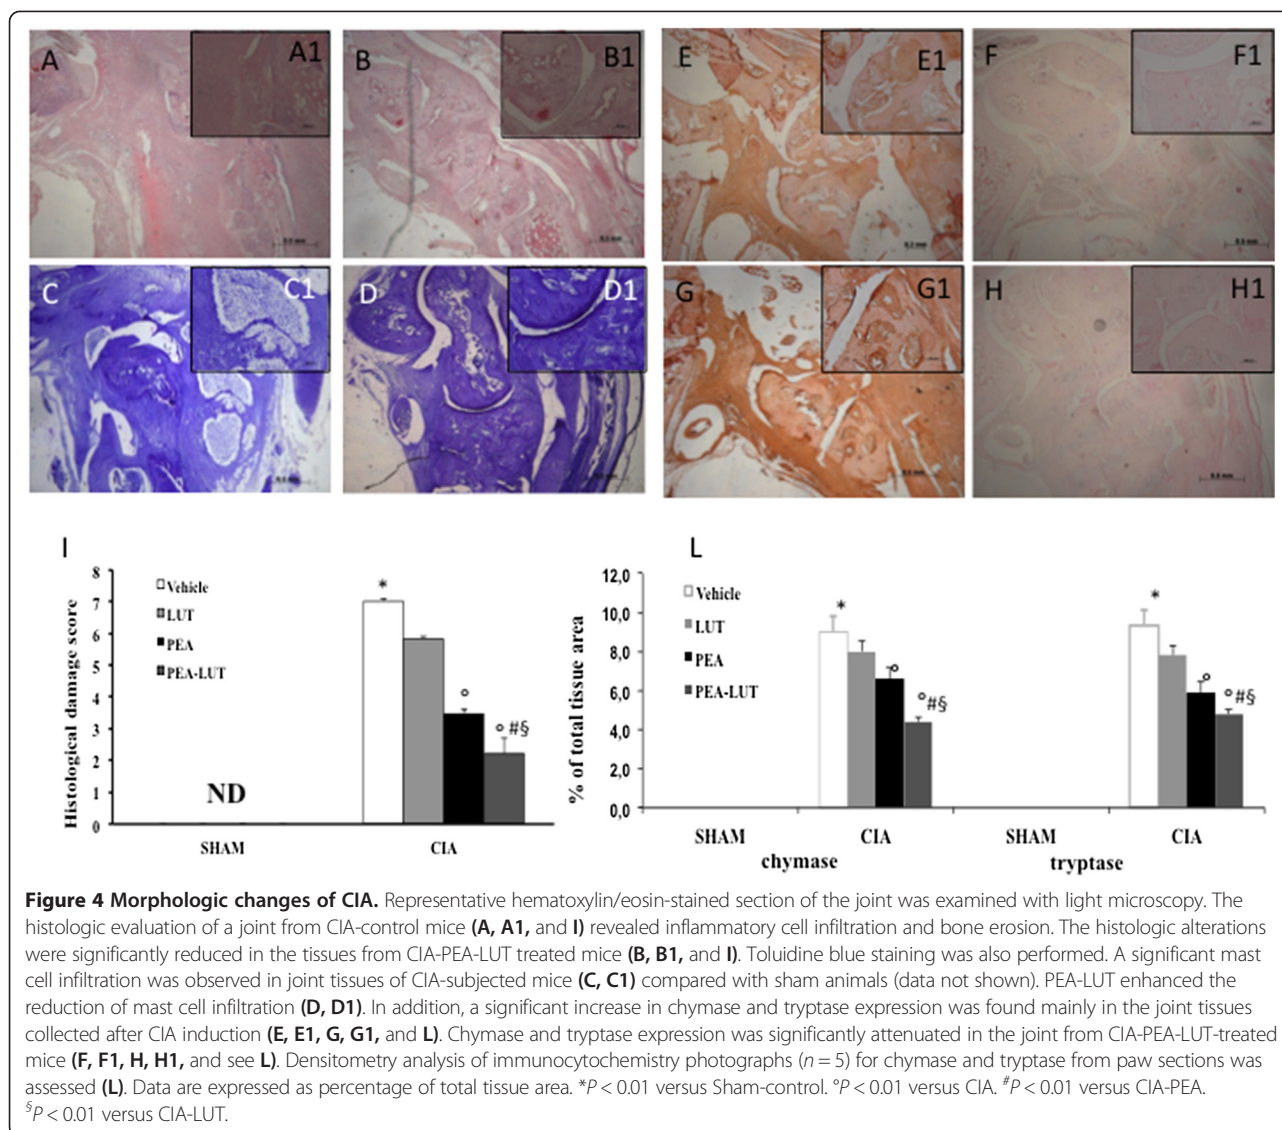 A
A1
B
B1
E
E1
F
F1
0.5 mm
0.5 mm
0.5 mm
C
C1
D
D1
G
G1
H
H1
0.5 mm
I
8
7
6
5
4
3
2
1
0
Histological damage score
Vehicle
LUT
PEA
PEA-LUT
*
°
°#§
ND
SHAM
CIA
L
12,0
10,0
8,0
6,0
4,0
2,0
0,0
% of total tissue area
Vehicle
LUT
PEA
PEA-LUT
*
°
°#§
*
°
°#§
SHAM
CIA
SHAM
CIA
chymase
tryptase
Figure 4 Morphologic changes of CIA. Representative hematoxylin/eosin-stained section of the joint was examined with light microscopy. The
histologic evaluation of a joint from CIA-control mice (A, A1, and I) revealed inflammatory cell infiltration and bone erosion. The histologic alterations
were significantly reduced in the tissues from CIA-PEA-LUT treated mice (B, B1, and I). Toluidine blue staining was also performed. A significant mast
cell infiltration was observed in joint tissues of CIA-subjected mice (C, C1) compared with sham animals (data not shown). PEA-LUT enhanced the
reduction of mast cell infiltration (D, D1). In addition, a significant increase in chymase and tryptase expression was found mainly in the joint tissues
collected after CIA induction (E, E1, G, G1, and L). Chymase and tryptase expression was significantly attenuated in the joint from CIA-PEA-LUT-treated
mice (F, F1, H, H1, and see L). Densitometry analysis of immunocytochemistry photographs (n = 5) for chymase and tryptase from paw sections was
assessed (L). Data are expressed as percentage of total tissue area. *P < 0.01 versus Sham-control. °P < 0.01 versus CIA. #P < 0.01 versus CIA-PEA.
§P < 0.01 versus CIA-LUT.